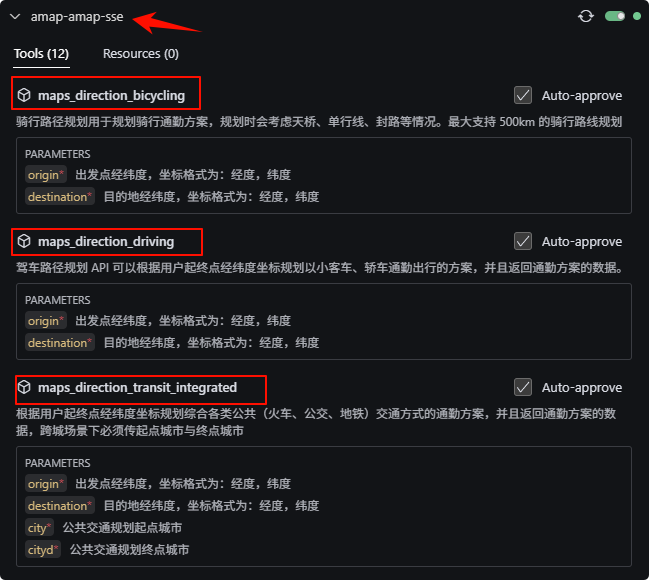 amap-amap-sse
Tools (12) Resources (0)
maps_direction_bicycling Auto-approve
骑行路径规划用于规划骑行通勤方案，规划时会考虑天桥、单行线、封路等情况。最大支持 500km 的骑行路线规划
PARAMETERS
origin* 出发点经纬度，坐标格式为：经度，纬度
destination* 目的地经纬度，坐标格式为：经度，纬度
maps_direction_driving Auto-approve
驾车路径规划 API 可以根据用户起终点经纬度坐标规划以小客车、轿车通勤出行的方案，并且返回通勤方案的数据。
PARAMETERS
origin* 出发点经纬度，坐标格式为：经度，纬度
destination* 目的地经纬度，坐标格式为：经度，纬度
maps_direction_transit_integrated Auto-approve
根据用户起终点经纬度坐标规划综合各类公共（火车、公交、地铁）交通方式的通勤方案，并且返回通勤方案的数
据，跨城场景下必须传起点城市与终点城市
PARAMETERS
origin* 出发点经纬度，坐标格式为：经度，纬度
destination* 目的地经纬度，坐标格式为：经度，纬度
city* 公共交通规划起点城市
cityd* 公共交通规划终点城市